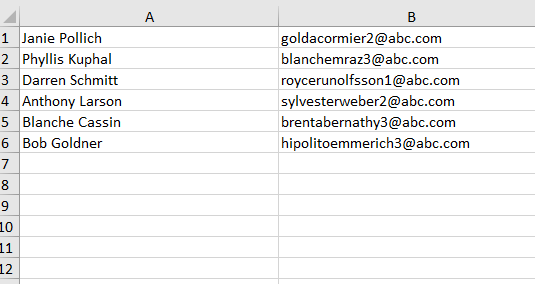 A B
1 Janie Pollich goldacormier2@abc.com
2 Phyllis Kuphal blanchemraz3@abc.com
3 Darren Schmitt roycerunolfsson1@abc.com
4 Anthony Larson sylvesterweber2@abc.com
5 Blanche Cassin brentabernathy3@abc.com
6 Bob Goldner hipolitoemmerich3@abc.com
7
8
9
10
11
12